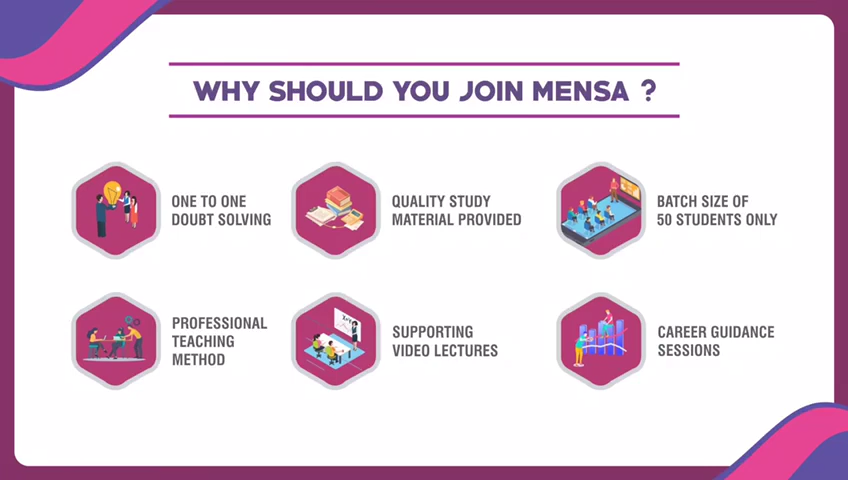 WHY SHOULD YOU JOIN MENSA ?
ONE TO ONE
DOUBT SOLVING
QUALITY STUDY
MATERIAL PROVIDED
BATCH SIZE OF
50 STUDENTS ONLY
PROFESSIONAL
TEACHING
METHOD
SUPPORTING
VIDEO LECTURES
CAREER GUIDANCE
SESSIONS